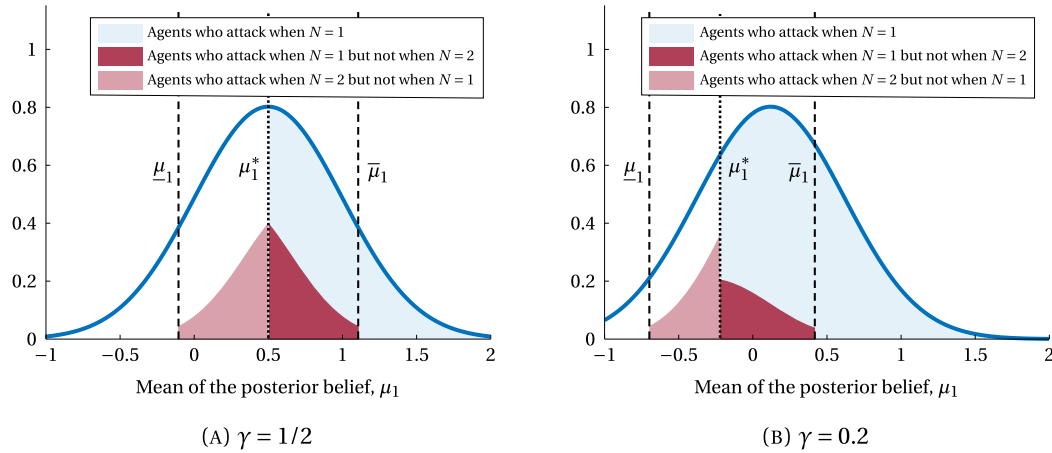 1
0.8
0.6
0.4
0.2
0
Agents who attack when N = 1
Agents who attack when N = 1 but not when N = 2
Agents who attack when N = 2 but not when N = 1
μ̲₁
μ₁*
μ̅₁
−1
−0.5
0
0.5
1
1.5
2
Mean of the posterior belief, μ₁
(A) γ = 1/2
1
0.8
0.6
0.4
0.2
0
Agents who attack when N = 1
Agents who attack when N = 1 but not when N = 2
Agents who attack when N = 2 but not when N = 1
μ̲₁
μ₁*
μ̅₁
−1
−0.5
0
0.5
1
1.5
2
Mean of the posterior belief, μ₁
(B) γ = 0.2